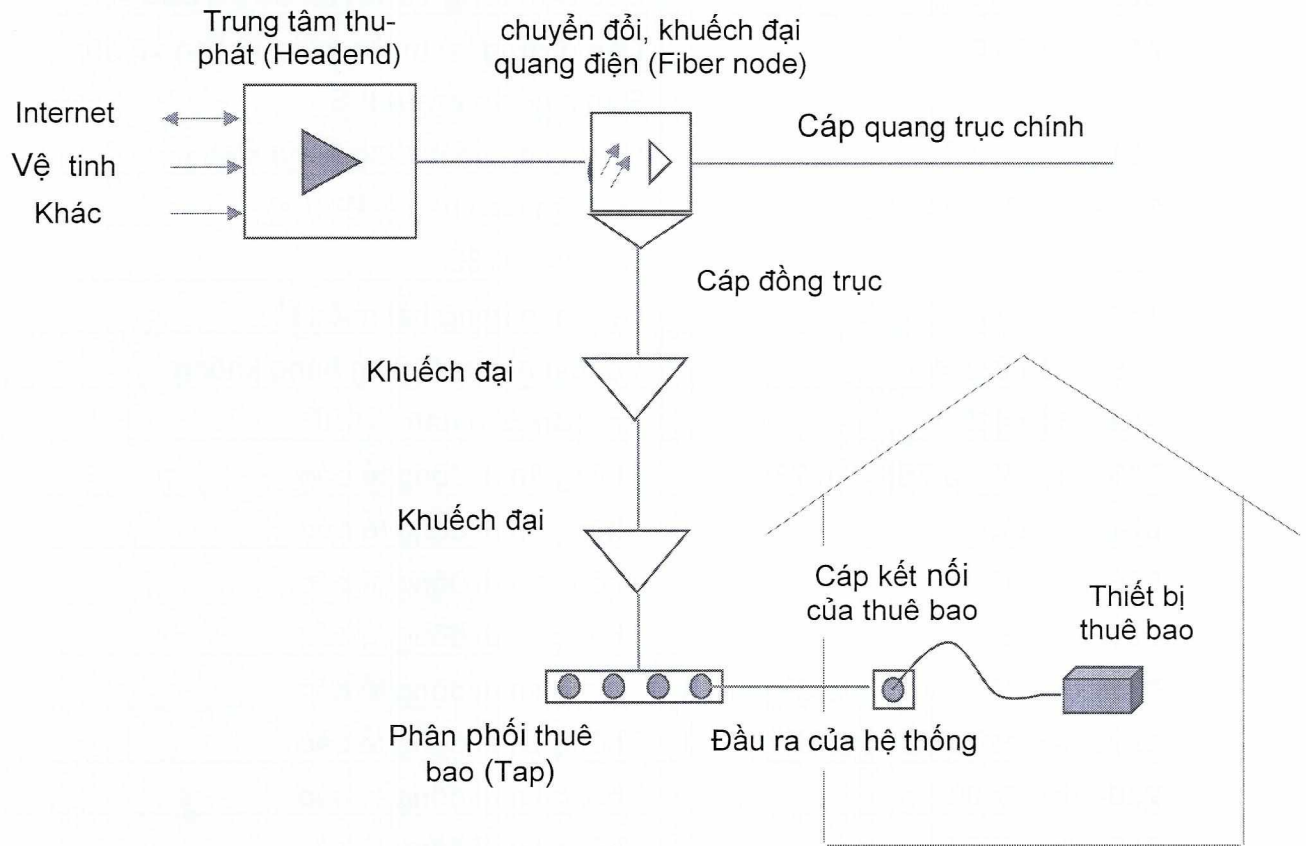 Trung tâm thu-
phát (Headend)
chuyển đổi, khuếch đại
quang điện (Fiber node)
Internet
Vệ tinh
Khác
Cáp quang trục chính
Cáp đồng trục
Khuếch đại
Khuếch đại
Cáp kết nối
của thuê bao
Thiết bị
thuê bao
Phân phối thuê
bao (Tap)
Đầu ra của hệ thống